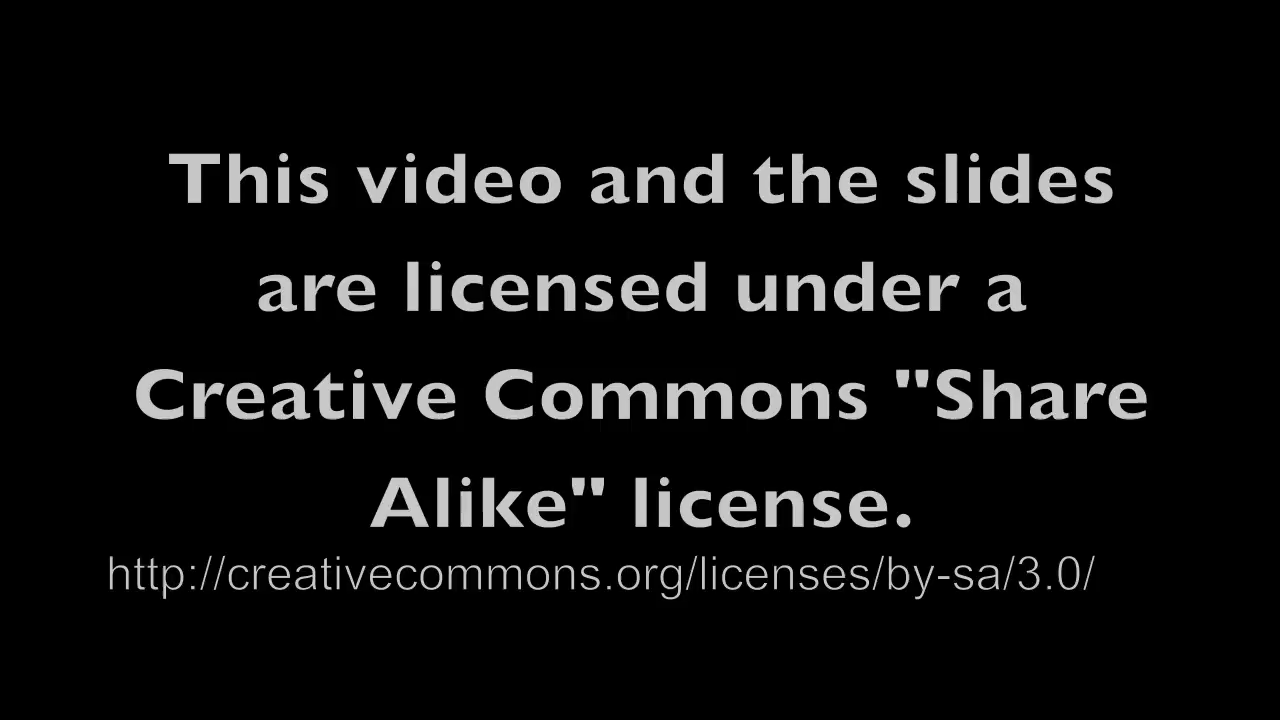 This video and the slides
are licensed under a
Creative Commons "Share
Alike" license.
http://creativecommons.org/licenses/by-sa/3.0/